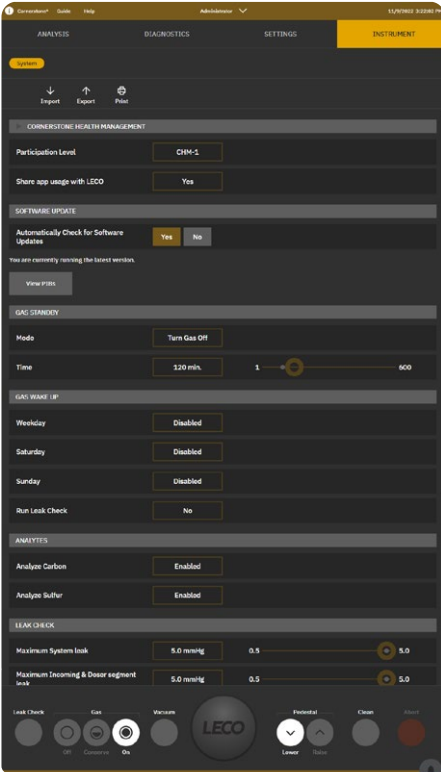 Cornerstone® Guide Help Administrator 11/9/2022 3:22:02 PM
ANALYSIS DIAGNOSTICS SETTINGS INSTRUMENT
System
Import Export Print
CORNERSTONE HEALTH MANAGEMENT
Participation Level CHM-1
Share app usage with LECO Yes
SOFTWARE UPDATE
Automatically Check for Software
Updates Yes No
You are currently running the latest version.
View PIBs
GAS STANDBY
Mode Turn Gas Off
Time 120 min. 1 600
GAS WAKE UP
Weekday Disabled
Saturday Disabled
Sunday Disabled
Run Leak Check No
ANALYTES
Analyze Carbon Enabled
Analyze Sulfur Enabled
LEAK CHECK
Maximum System leak 5.0 mmHg 0.5 5.0
Maximum Incoming & Doser segment
leak 5.0 mmHg 0.5 5.0
Leak Check Gas Vacuum Pedestal Clean Abort
LECO
Off Conserve On Lower Raise